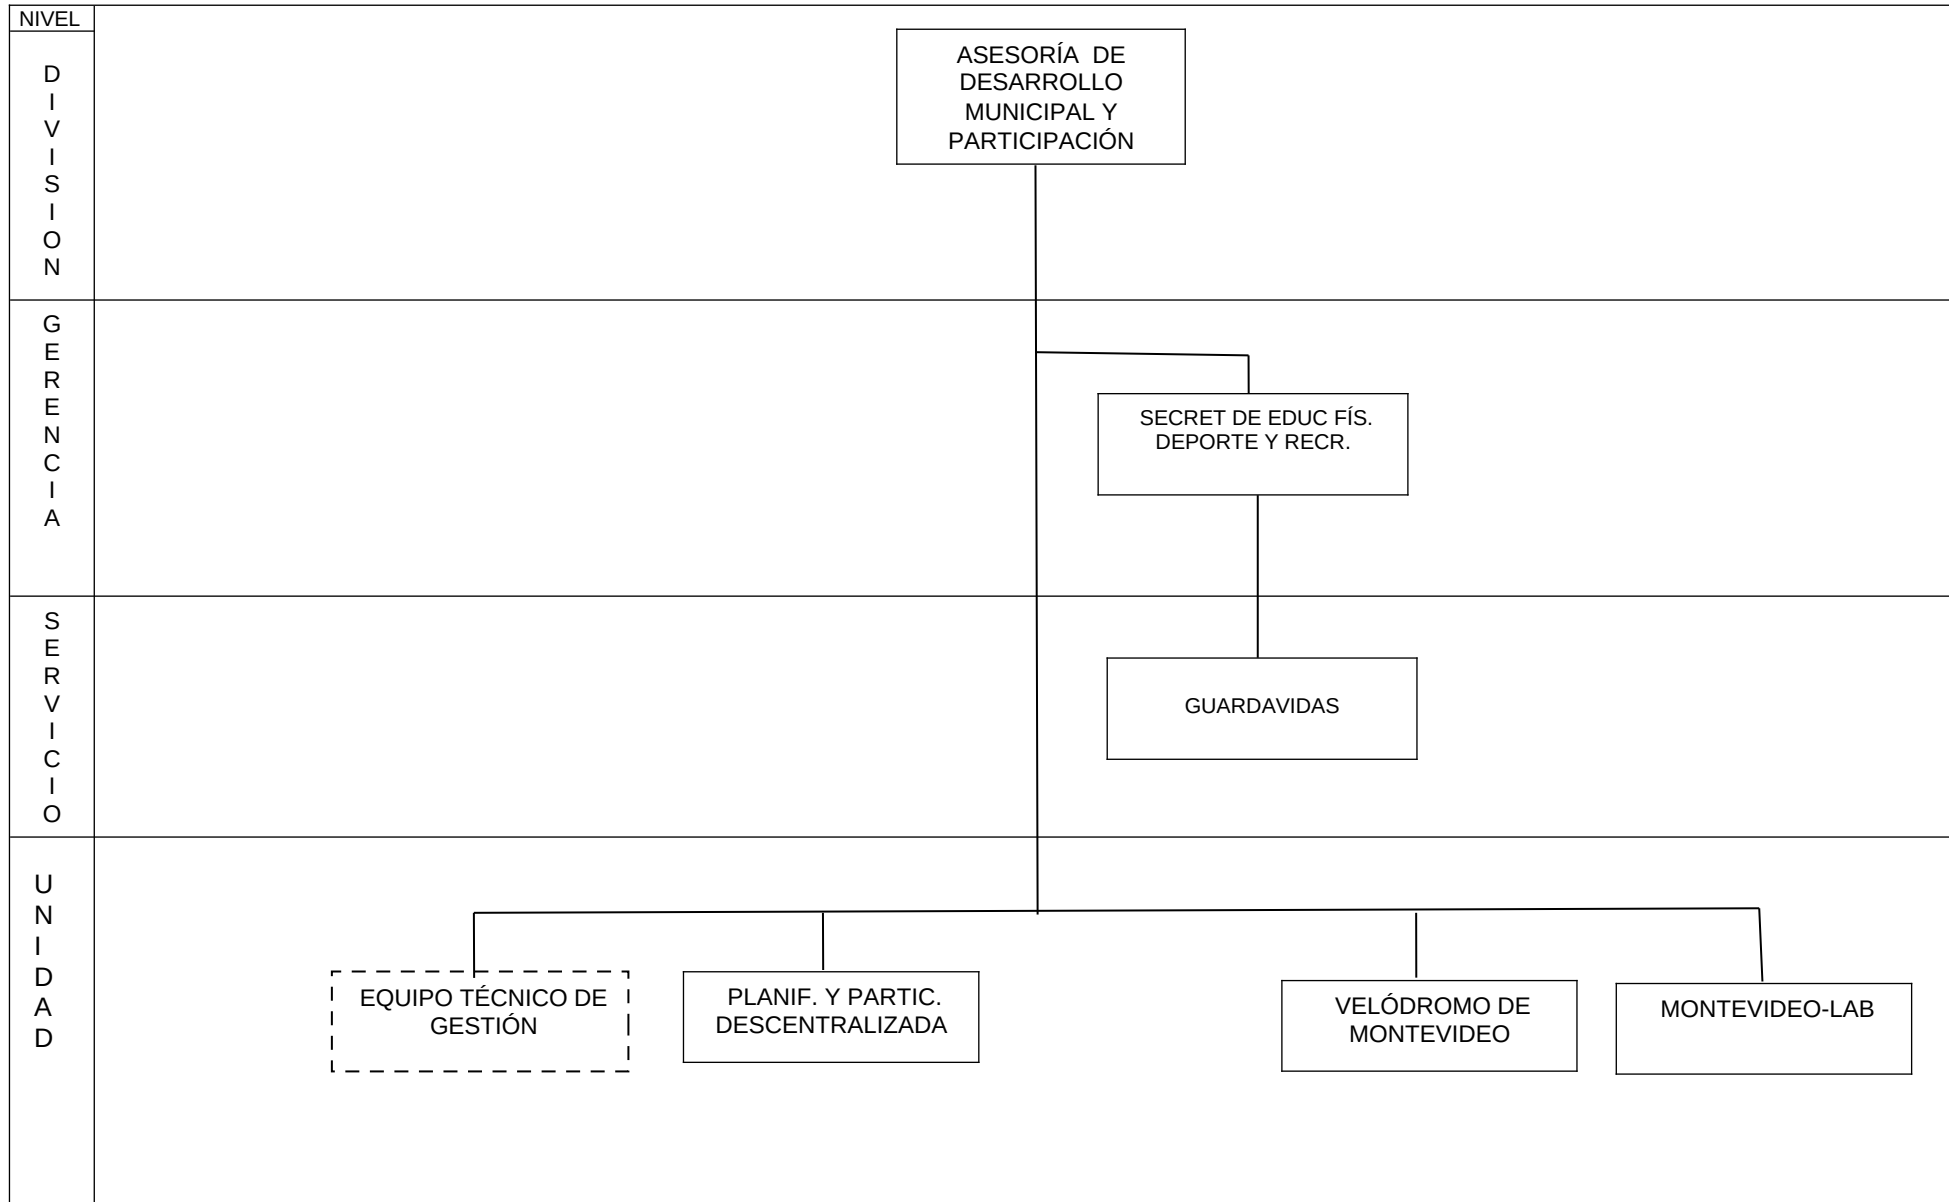 NIVEL
D
I
V
I
S
I
O
N
ASESORÍA DE
DESARROLLO
MUNICIPAL Y
PARTICIPACIÓN
G
E
R
E
N
C
I
A
SECRET DE EDUC FÍS.
DEPORTE Y RECR.
S
E
R
V
I
C
I
O
GUARDAVIDAS
U
N
I
D
A
D
EQUIPO TÉCNICO DE
GESTIÓN
PLANIF. Y PARTIC.
DESCENTRALIZADA
VELÓDROMO DE
MONTEVIDEO
MONTEVIDEO-LAB